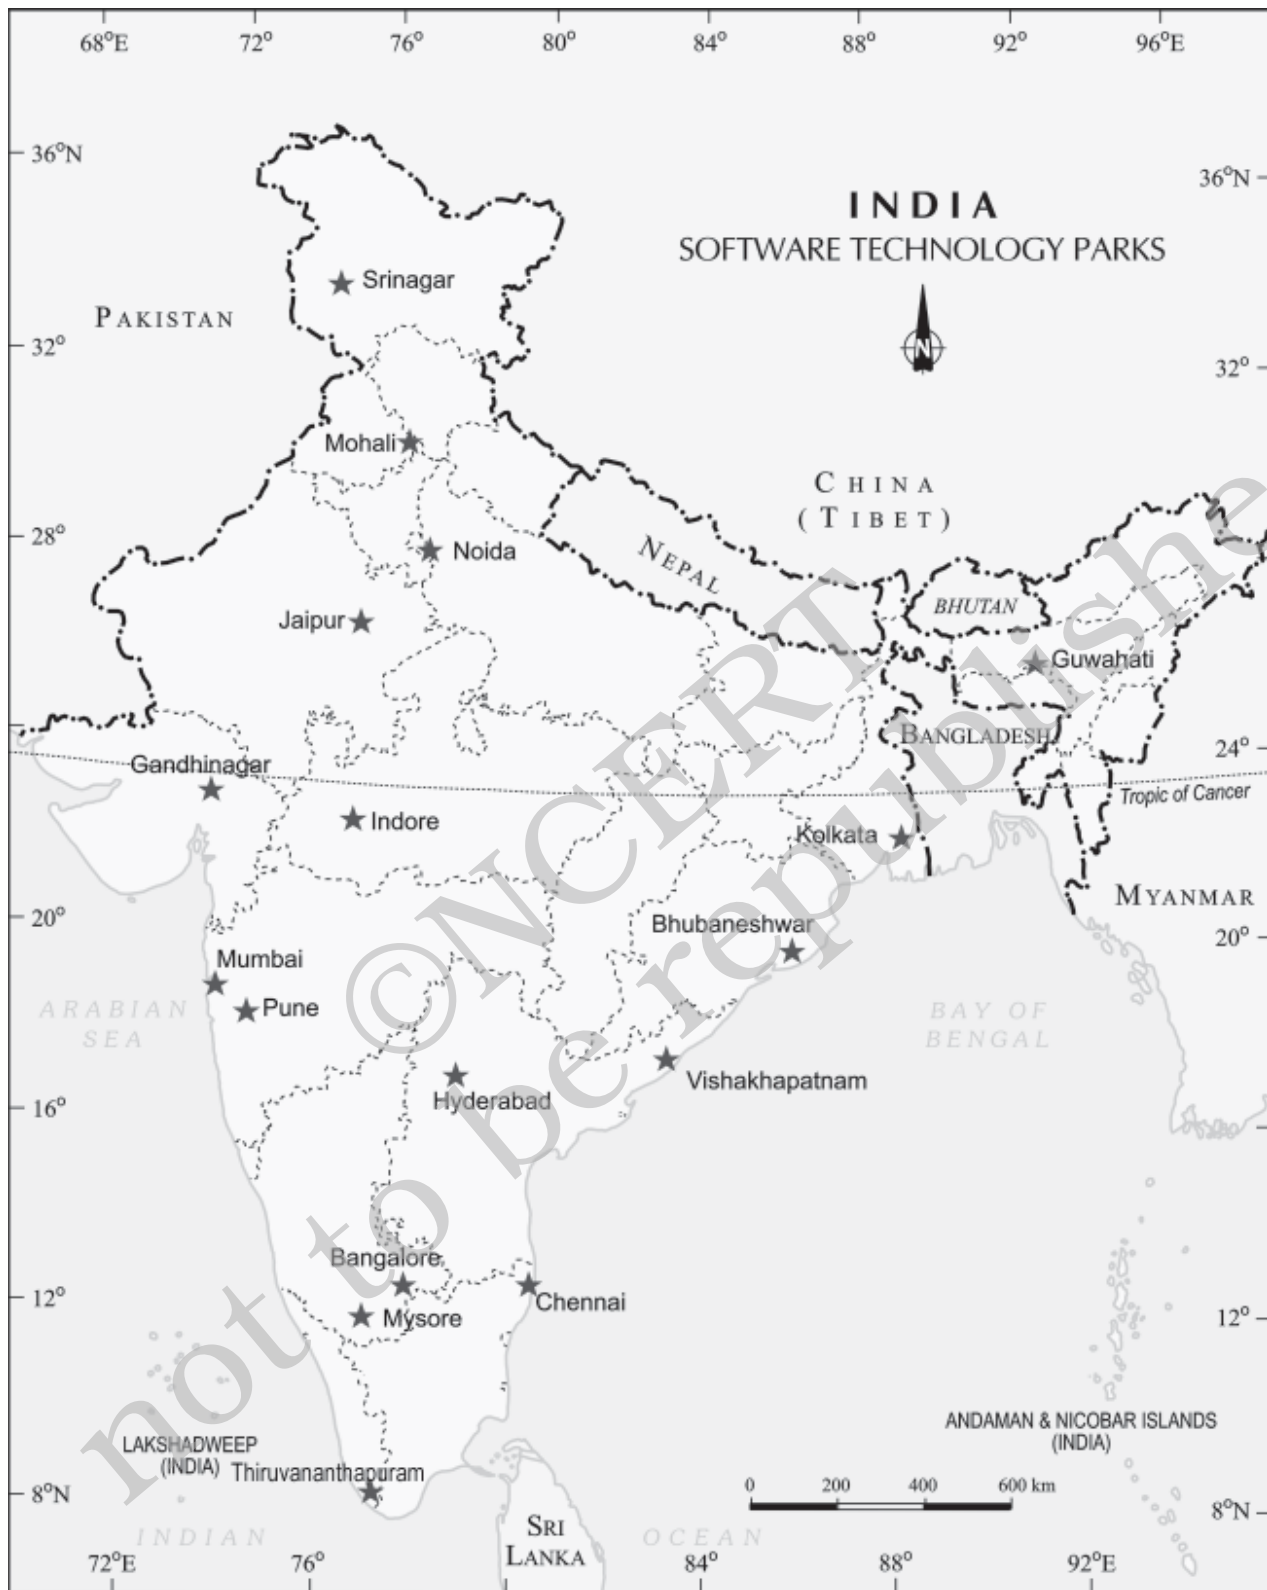 68°E 72° 76° 80° 84° 88° 92° 96°E
36°N
36°N
INDIA
SOFTWARE TECHNOLOGY PARKS
Srinagar
PAKISTAN
N
32°
32°
Mohali
CHINA
(TIBET)
28°
Noida
NEPAL
BHUTAN
Jaipur
Guwahati
BANGLADESH
24°
Gandhinagar
Tropic of Cancer
Indore
Kolkata
MYANMAR
20°
Bhubaneshwar
20°
Mumbai
Pune
ARABIAN
SEA
BAY OF
BENGAL
Vishakhapatnam
Hyderabad
16°
Bangalore
12°
Chennai
12°
Mysore
ANDAMAN & NICOBAR ISLANDS
(INDIA)
LAKSHADWEEP
(INDIA)
Thiruvananthapuram
0 200 400 600 km
8°N
8°N
SRI
LANKA
INDIAN OCEAN
72°E 76° 84° 88° 92°E
©NCERT
not to be republishe